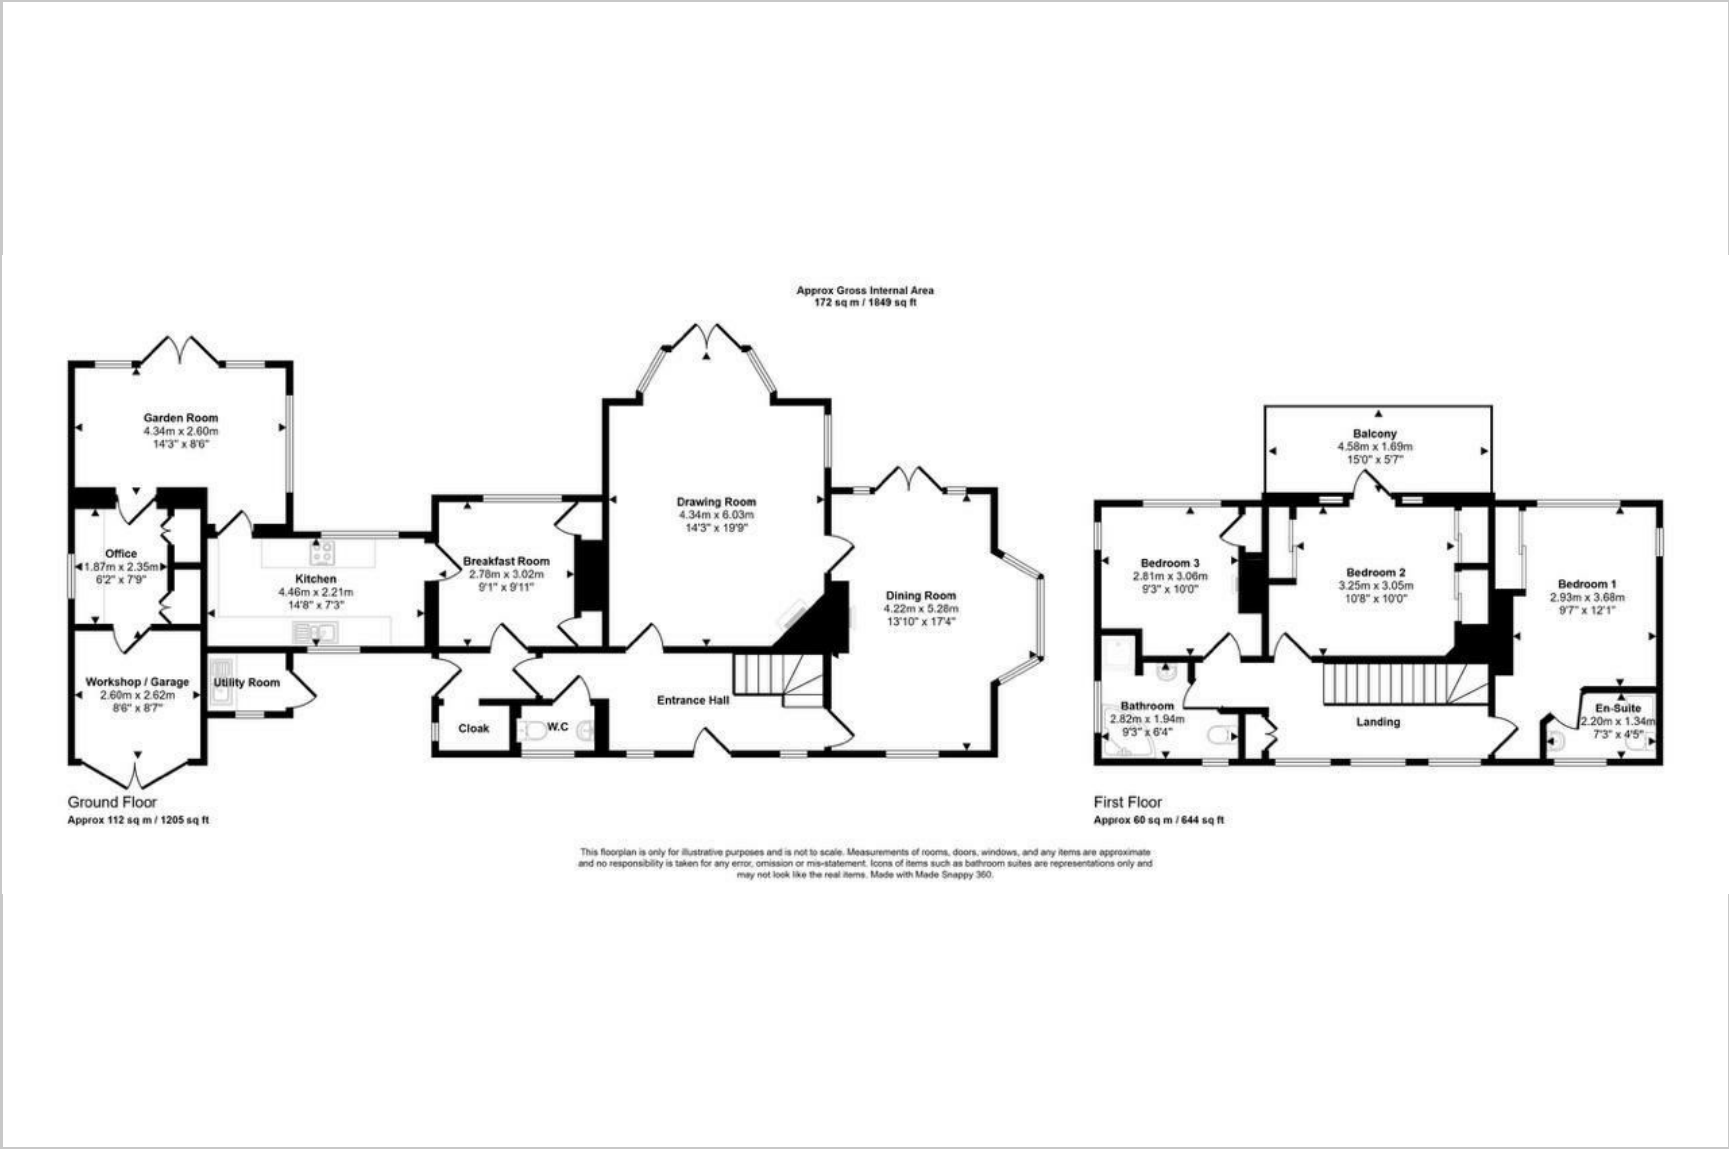 Approx Gross Internal Area
172 sq m / 1849 sq ft
Garden Room
4.34m x 2.60m
14'3" x 8'6"
Office
1.87m x 2.35m
6'2" x 7'9"
Kitchen
4.46m x 2.21m
14'8" x 7'3"
Breakfast Room
2.78m x 3.02m
9'1" x 9'11"
Drawing Room
4.34m x 6.03m
14'3" x 19'9"
Dining Room
4.22m x 5.28m
13'10" x 17'4"
Workshop / Garage
2.60m x 2.62m
8'6" x 8'7"
Utility Room
Cloak
W.C
Entrance Hall
Ground Floor
Approx 112 sq m / 1205 sq ft
Balcony
4.58m x 1.69m
15'0" x 5'7"
Bedroom 3
2.81m x 3.06m
9'3" x 10'0"
Bedroom 2
3.25m x 3.05m
10'8" x 10'0"
Bedroom 1
2.93m x 3.68m
9'7" x 12'1"
Bathroom
2.82m x 1.94m
9'3" x 6'4"
Landing
En-Suite
2.20m x 1.34m
7'3" x 4'5"
First Floor
Approx 60 sq m / 644 sq ft
This floorplan is only for illustrative purposes and is not to scale. Measurements of rooms, doors, windows, and any items are approximate
and no responsibility is taken for any error, omission or mis-statement. Icons of items such as bathroom suites are representations only and
may not look like the real items. Made with Made Snappy 360.